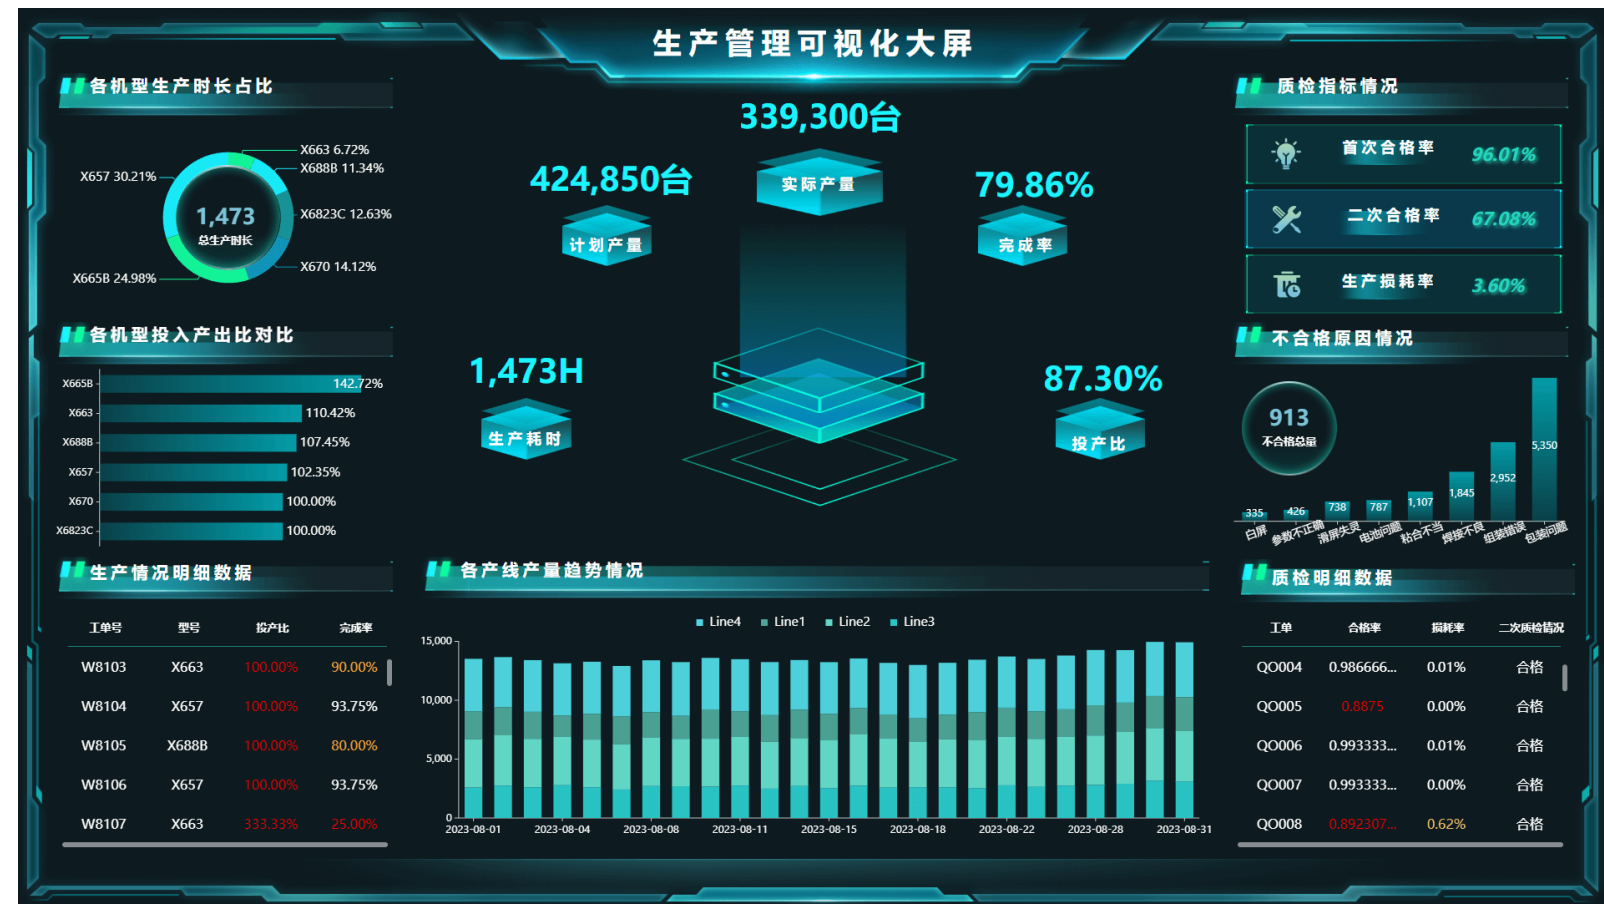 生产管理可视化大屏
各机型生产时长占比
X663 6.72%
X688B 11.34%
X657 30.21%
X6823C 12.63%
1,473
总生产时长
X670 14.12%
X665B 24.98%
各机型投入产出比对比
X665B 142.72%
X663 110.42%
X688B 107.45%
X657 102.35%
X670 100.00%
X6823C 100.00%
生产情况明细数据
工单号 型号 投产比 完成率
W8103 X663 100.00% 90.00%
W8104 X657 100.00% 93.75%
W8105 X688B 100.00% 80.00%
W8106 X657 100.00% 93.75%
W8107 X663 333.33% 25.00%
339,300台
实际产量
424,850台
计划产量
79.86%
完成率
1,473H
生产耗时
87.30%
投产比
各产线产量趋势情况
Line4 Line1 Line2 Line3
15,000
10,000
5,000
0
2023-08-01 2023-08-04 2023-08-08 2023-08-11 2023-08-15 2023-08-18 2023-08-22 2023-08-28 2023-08-31
质检指标情况
首次合格率 96.01%
二次合格率 67.08%
生产损耗率 3.60%
不合格原因情况
913
不合格总量
335 426 738 787 1,107 1,845 2,952 5,350
白屏 参数不正确 滑屏失灵 电池问题 粘合不当 焊接不良 组装错误 包装问题
质检明细数据
工单 合格率 损耗率 二次质检情况
QO004 0.986666... 0.01% 合格
QO005 0.8875 0.00% 合格
QO006 0.993333... 0.01% 合格
QO007 0.993333... 0.00% 合格
QO008 0.892307... 0.62% 合格